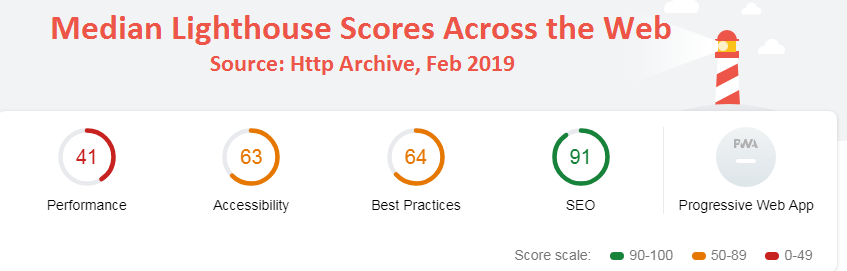 Median Lighthouse Scores Across the Web
Source: Http Archive, Feb 2019
41
63
64
91
PWA
Performance
Accessibility
Best Practices
SEO
Progressive Web App
Score scale:
90-100
50-89
0-49